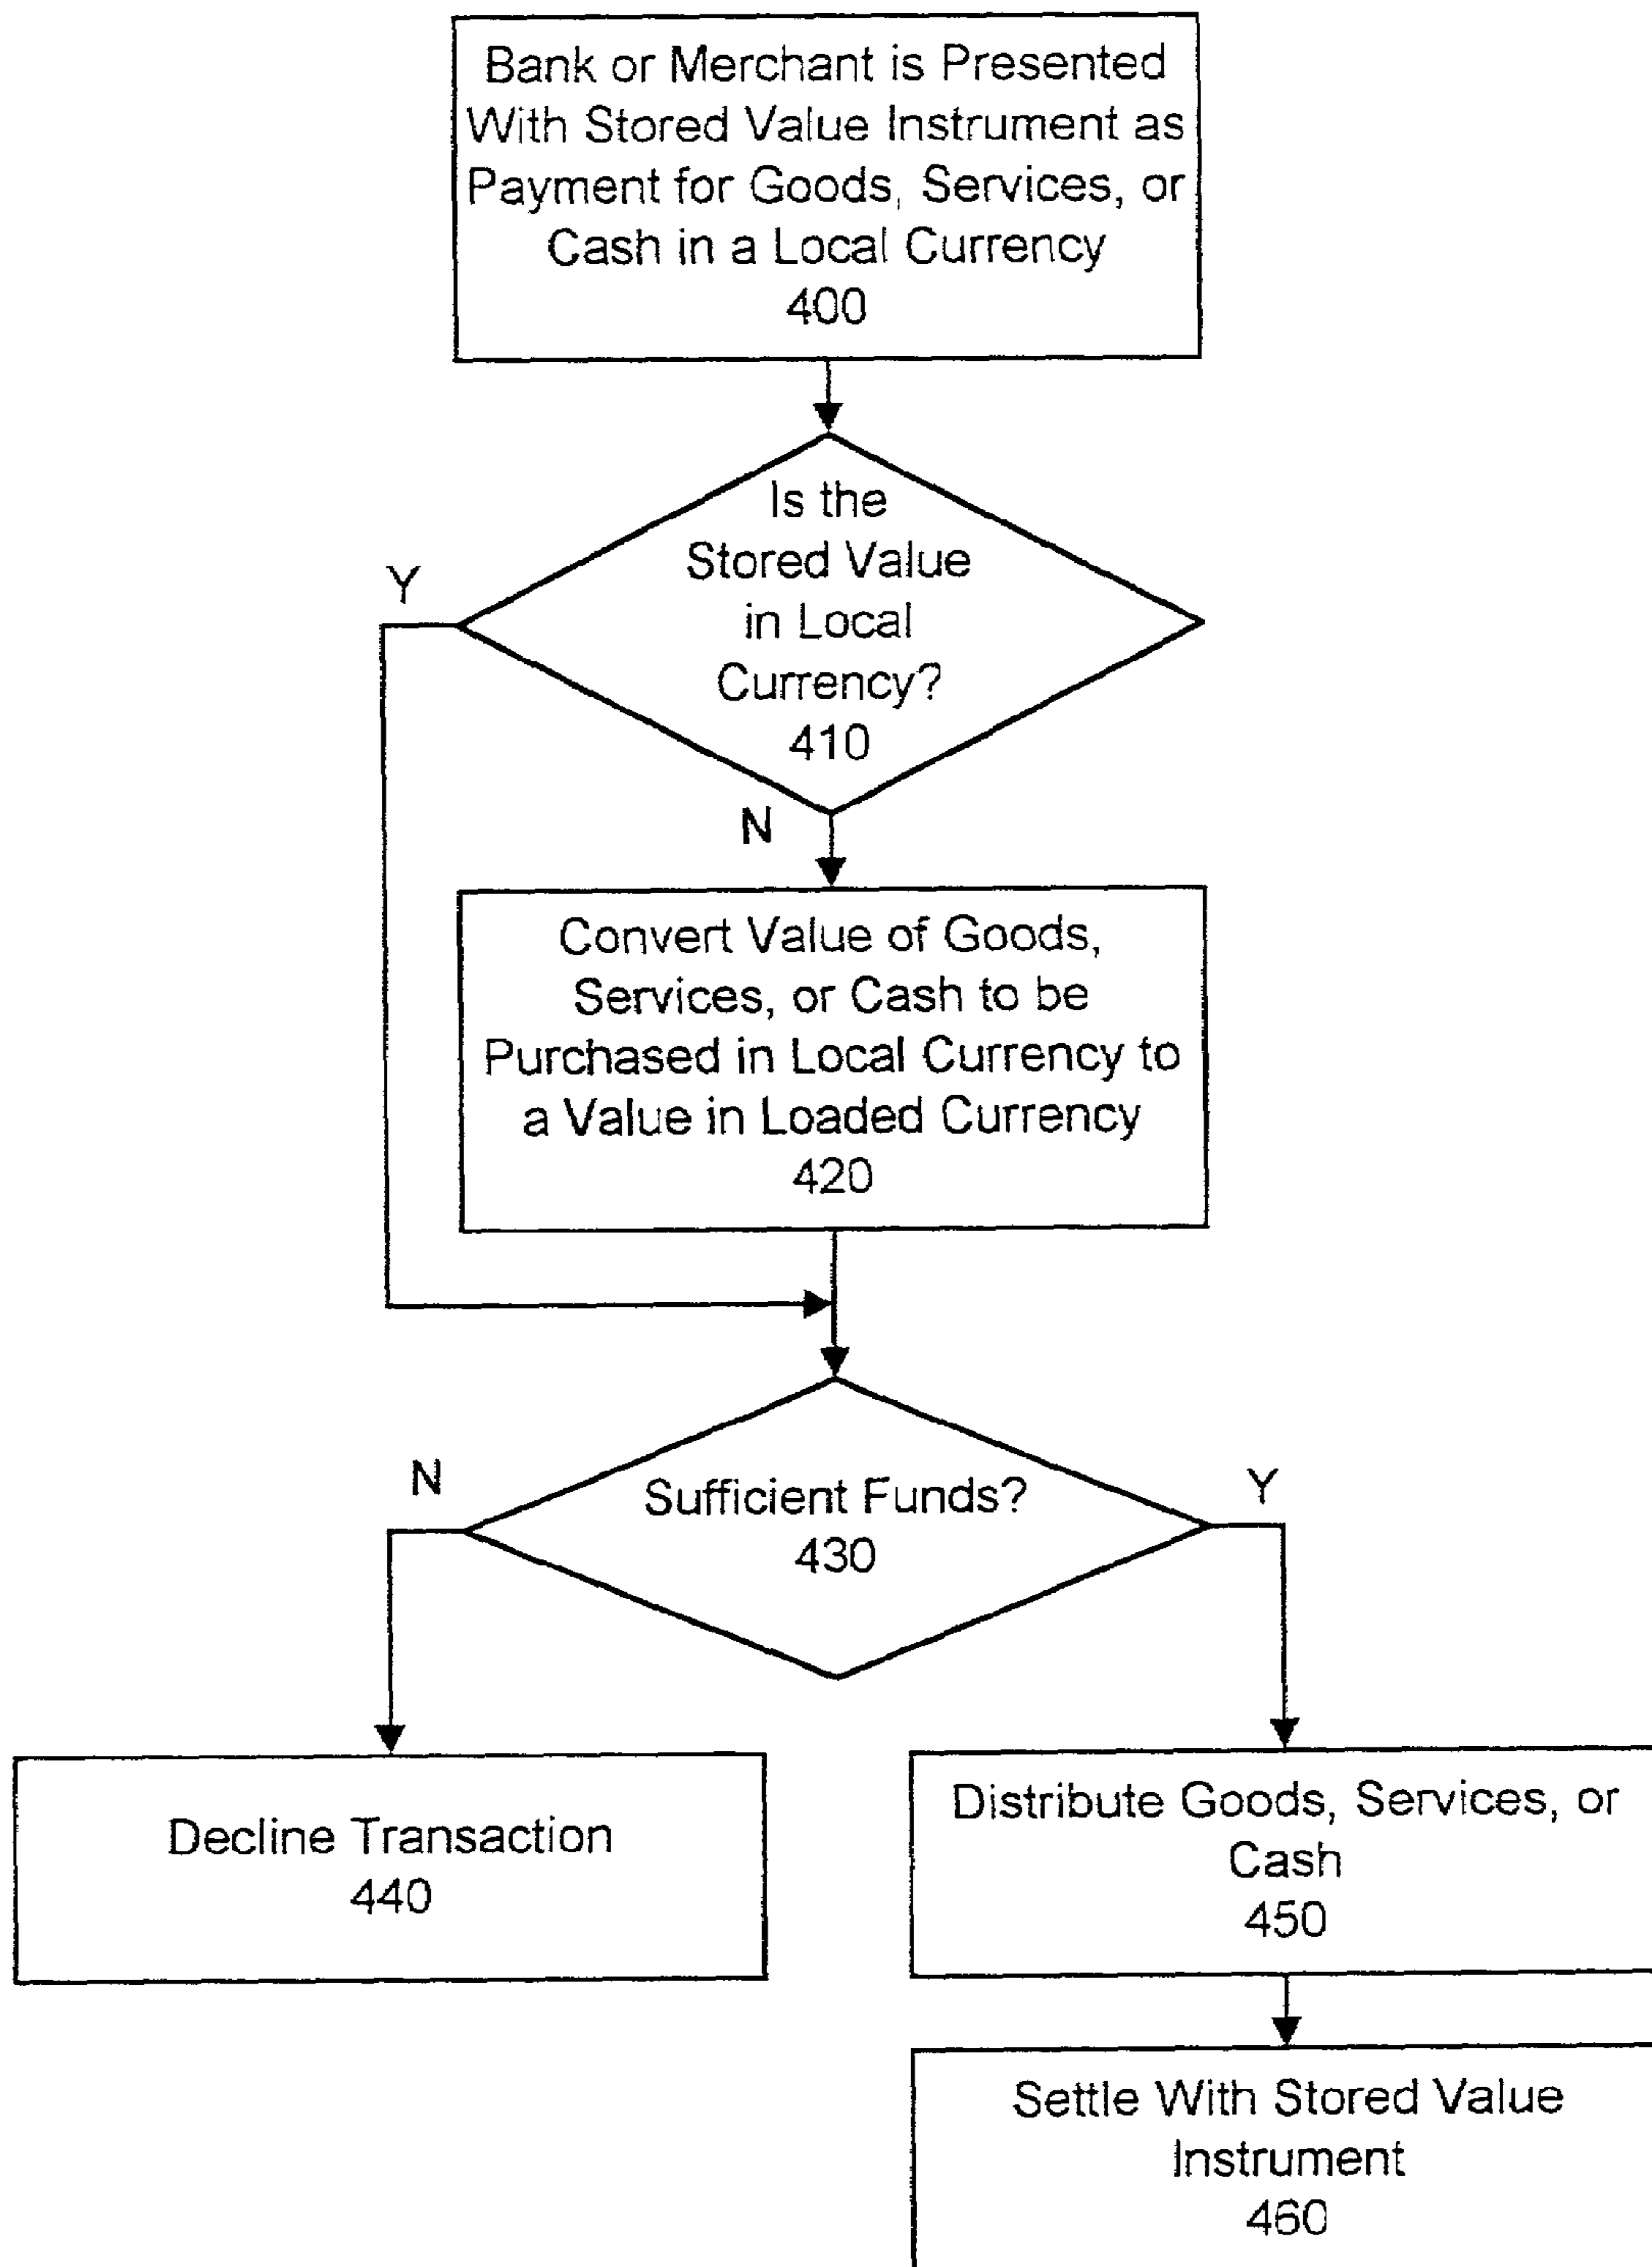 Bank or Merchant is Presented
With Stored Value Instrument as
Payment for Goods, Services, or
Cash in a Local Currency
400
Is the
Stored Value
in Local
Currency?
410
Y
N
Convert Value of Goods,
Services, or Cash to be
Purchased in Local Currency to
a Value in Loaded Currency
420
Sufficient Funds?
430
N
Y
Decline Transaction
440
Distribute Goods, Services, or
Cash
450
Settle With Stored Value
Instrument
460